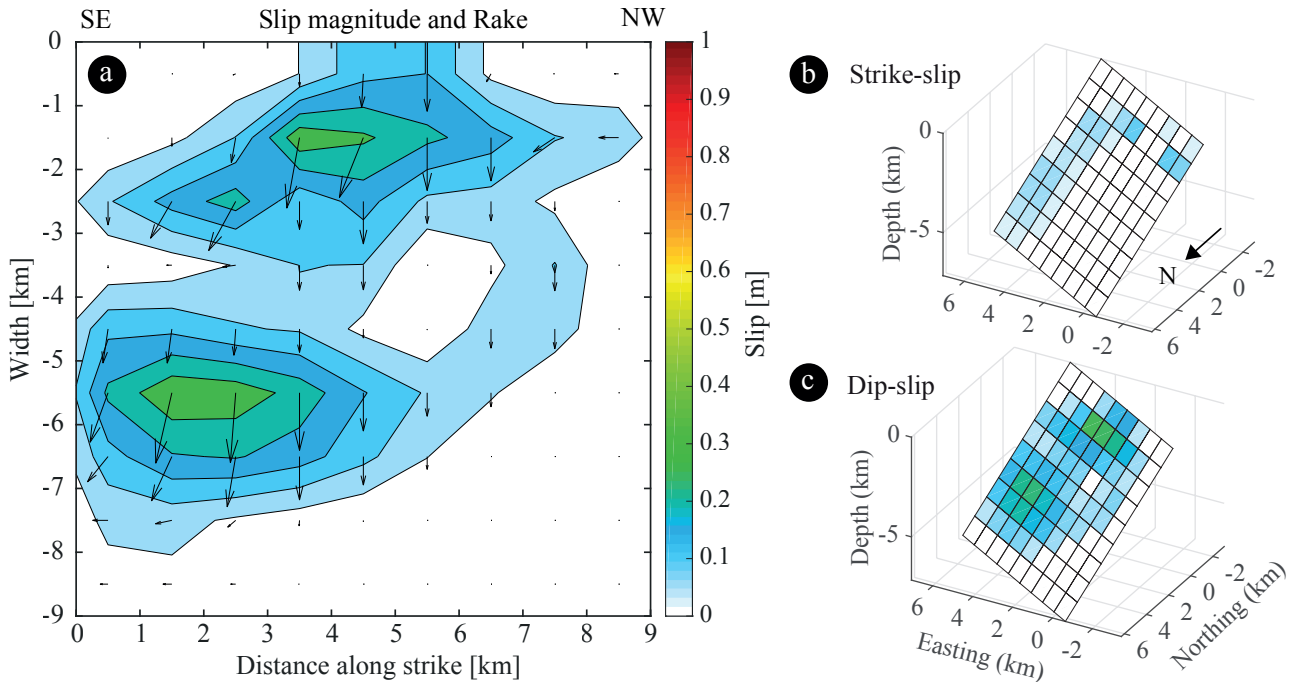 SE Slip magnitude and Rake NW
a
0
-1
-2
-3
-4
-5
-6
-7
-8
-9
Width [km]
0 1 2 3 4 5 6 7 8 9
Distance along strike [km]
1
0.9
0.8
0.7
0.6
0.5
0.4
0.3
0.2
0.1
0
Slip [m]
b Strike-slip
0
-5
Depth (km)
6 4 2 0 -2
6 4 2 0 -2
N
c Dip-slip
0
-5
Depth (km)
6 4 2 0 -2
Easting (km)
6 4 2 0 -2
Northing (km)